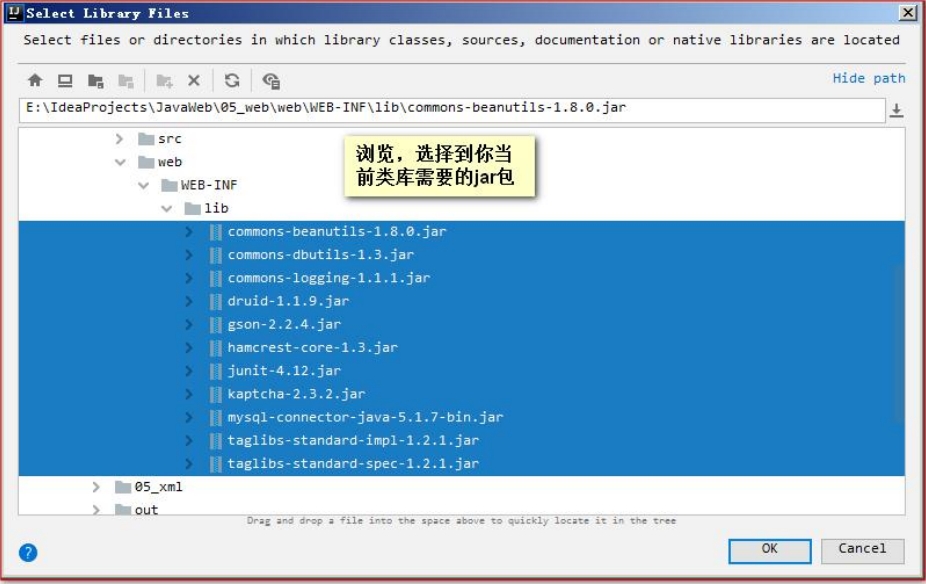 Select Library Files
Select files or directories in which library classes, sources, documentation or native libraries are located
Hide path
E:\IdeaProjects\JavaWeb\05_web\web\WEB-INF\lib\commons-beanutils-1.8.0.jar
src
web
WEB-INF
lib
浏览，选择到你当
前类库需要的jar包
commons-beanutils-1.8.0.jar
commons-dbutils-1.3.jar
commons-logging-1.1.1.jar
druid-1.1.9.jar
gson-2.2.4.jar
hamcrest-core-1.3.jar
junit-4.12.jar
kaptcha-2.3.2.jar
mysql-connector-java-5.1.7-bin.jar
taglibs-standard-impl-1.2.1.jar
taglibs-standard-spec-1.2.1.jar
05_xml
out
Drag and drop a file into the space above to quickly locate it in the tree
OK
Cancel